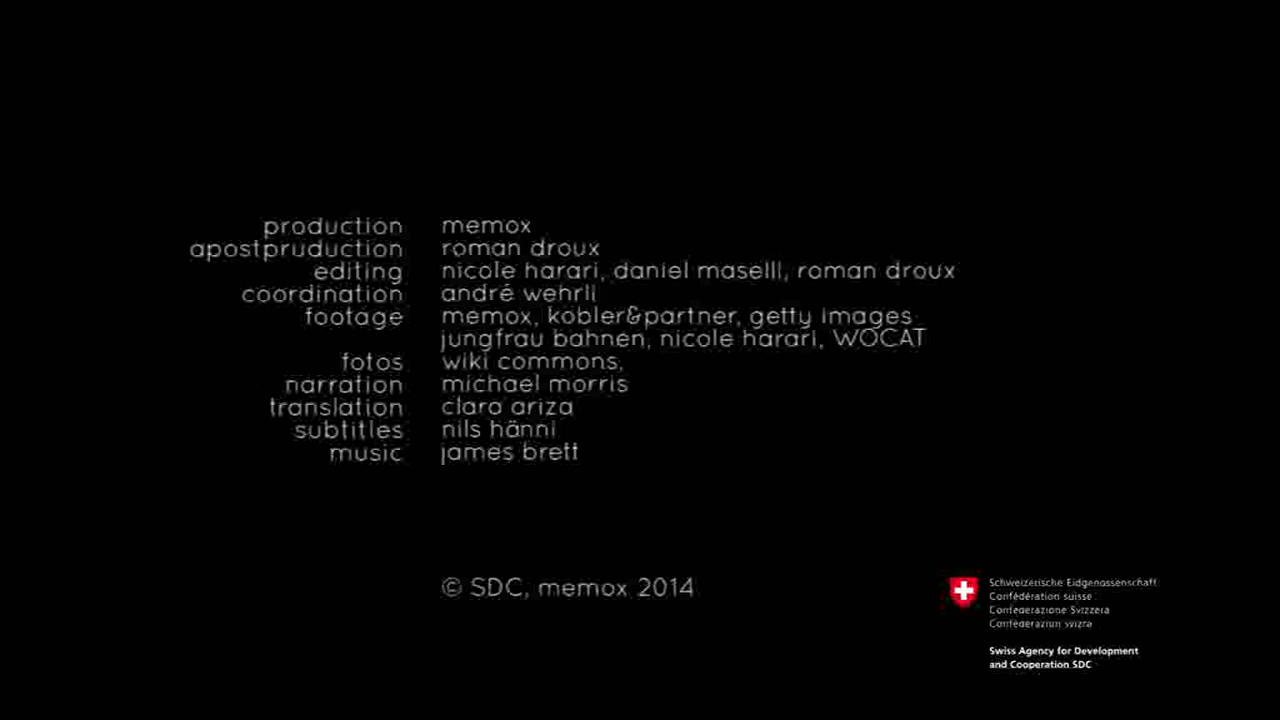 production memox
apostpruduction roman droux
editing nicole harari, daniel maselli, roman droux
coordination andré wehrli
footage memox, kobler&partner, getty images
jungfrau bahnen, nicole harari, WOCAT
fotos wiki commons,
narration michael morris
translation clara ariza
subtitles nils hänni
music james brett
© SDC, memox 2014
Schweizerische Eidgenossenschaft
Confédération suisse
Confederazione Svizzera
Confederaziun svizra
Swiss Agency for Development
and Cooperation SDC